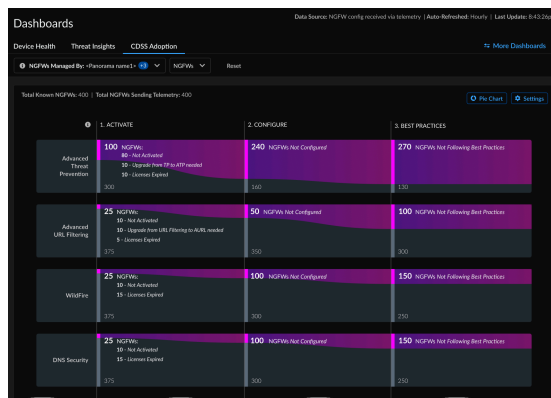 Dashboards
Data Source: NGFW config received via telemetry | Auto-Refreshed: Hourly | Last Update: 8:43:26p
Device Health Threat Insights CDSS Adoption
More Dashboards
NGFWs Managed By: <Panorama name1> +3 NGFWs Reset
Total Known NGFWs: 400 | Total NGFWs Sending Telemetry: 400
Pie Chart Settings
1. ACTIVATE 2. CONFIGURE 3. BEST PRACTICES
Advanced
Threat
Prevention
100 NGFWs:
80 - Not Activated
10 - Upgrade from TP to ATP needed
10 - Licenses Expired
300
240 NGFWs Not Configured
160
270 NGFWs Not Following Best Practices
130
Advanced
URL Filtering
25 NGFWs:
10 - Not Activated
10 - Upgrade from URL Filtering to AURL needed
5 - Licenses Expired
375
50 NGFWs Not Configured
350
100 NGFWs Not Following Best Practices
300
WildFire
25 NGFWs:
10 - Not Activated
15 - Licenses Expired
375
100 NGFWs Not Configured
300
150 NGFWs Not Following Best Practices
250
DNS Security
25 NGFWs:
10 - Not Activated
15 - Licenses Expired
375
100 NGFWs Not Configured
300
150 NGFWs Not Following Best Practices
250